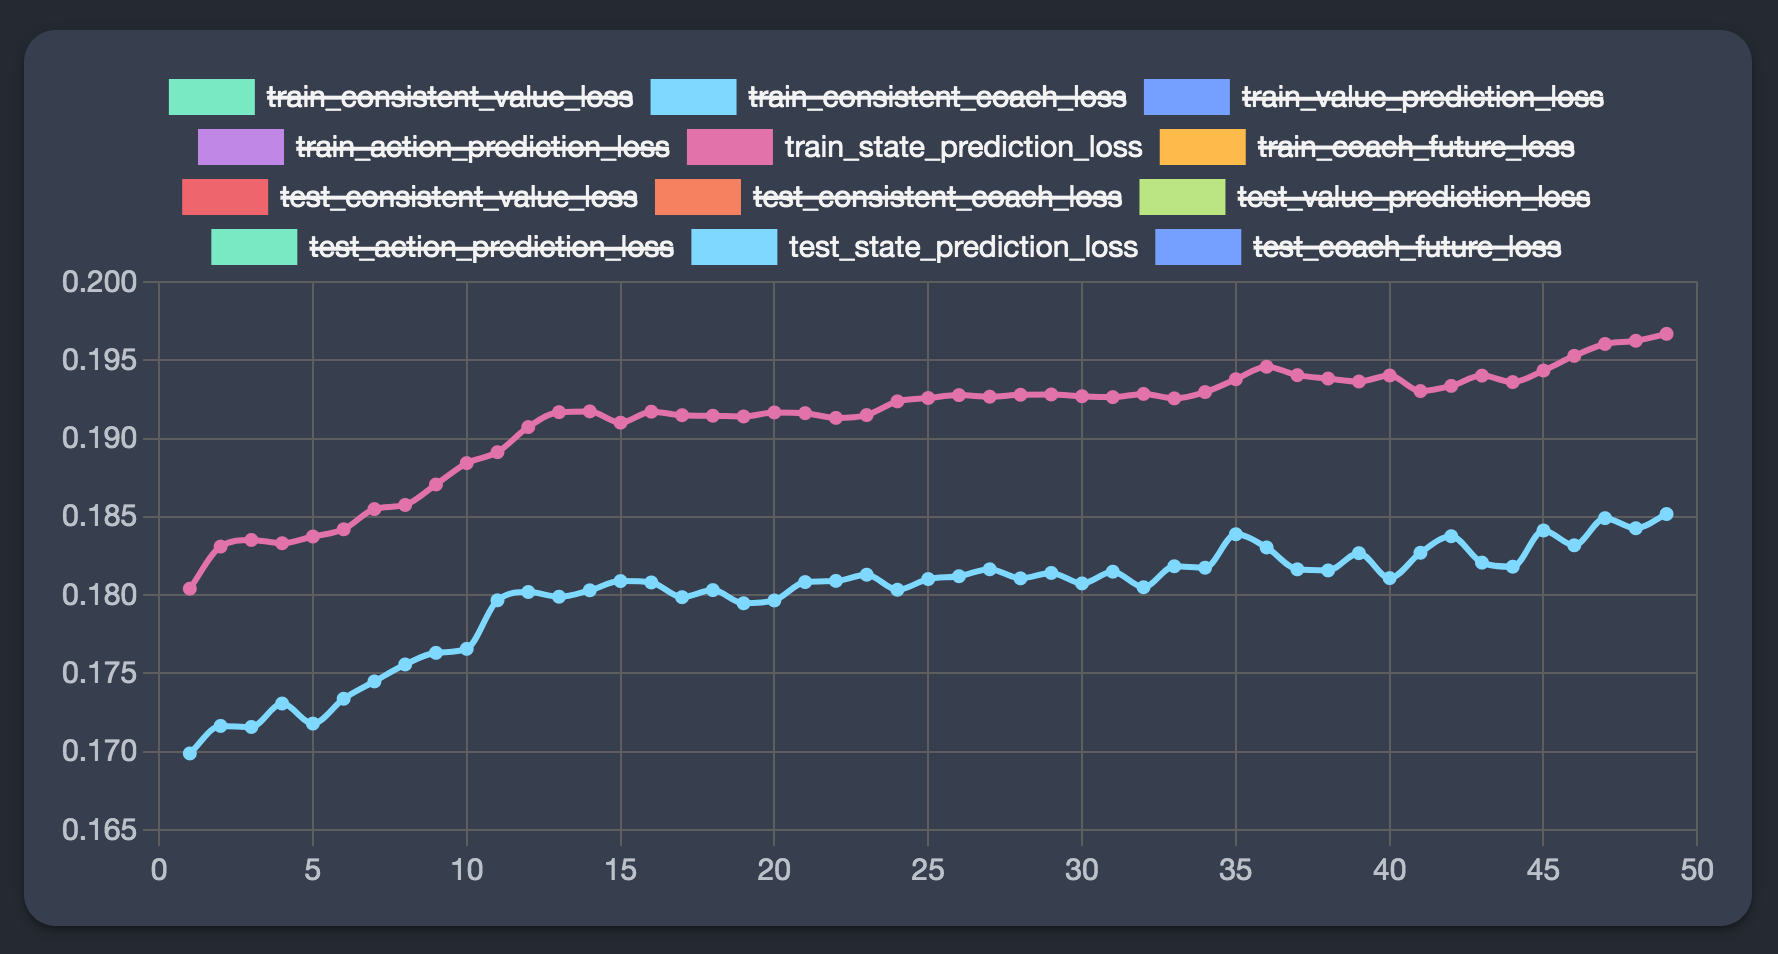 train_consistent_value_loss train_consistent_coach_loss train_value_prediction_loss
train_action_prediction_loss train_state_prediction_loss train_coach_future_loss
test_consistent_value_loss test_consistent_coach_loss test_value_prediction_loss
test_action_prediction_loss test_state_prediction_loss test_coach_future_loss
0.200
0.195
0.190
0.185
0.180
0.175
0.170
0.165
0 5 10 15 20 25 30 35 40 45 50